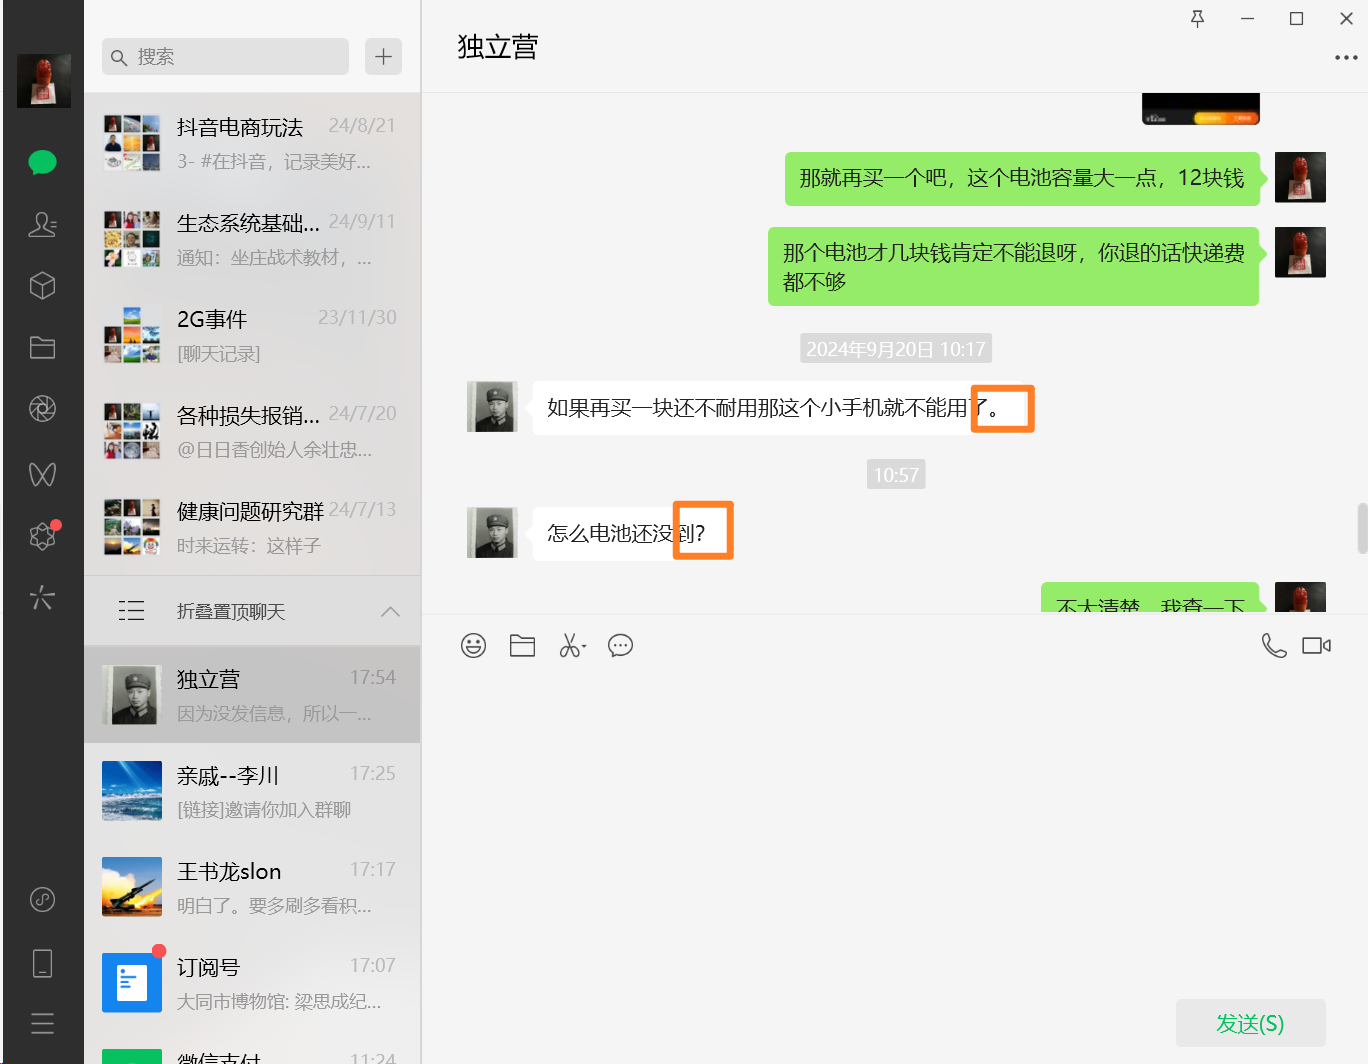 搜索
抖音电商玩法 24/8/21
3- #在抖音，记录美好...
生态系统基础... 24/9/11
通知：坐庄战术教材，...
2G事件 23/11/30
[聊天记录]
各种损失报销... 24/7/20
@日日香创始人余壮忠...
健康问题研究群 24/7/13
时来运转：这样子
折叠置顶聊天
独立营 17:54
因为没发信息，所以一...
亲戚--李川 17:25
[链接]邀请你加入群聊
王书龙slon 17:17
明白了。要多刷多看积...
订阅号 17:07
大同市博物馆: 梁思成纪...
微信支付 11:24
独立营
那就再买一个吧，这个电池容量大一点，12块钱
那个电池才几块钱肯定不能退呀，你退的话快递费
都不够
2024年9月20日 10:17
如果再买一块还不耐用那这个小手机就不能用了。
10:57
怎么电池还没到？
不太清楚，我查一下
发送(S)